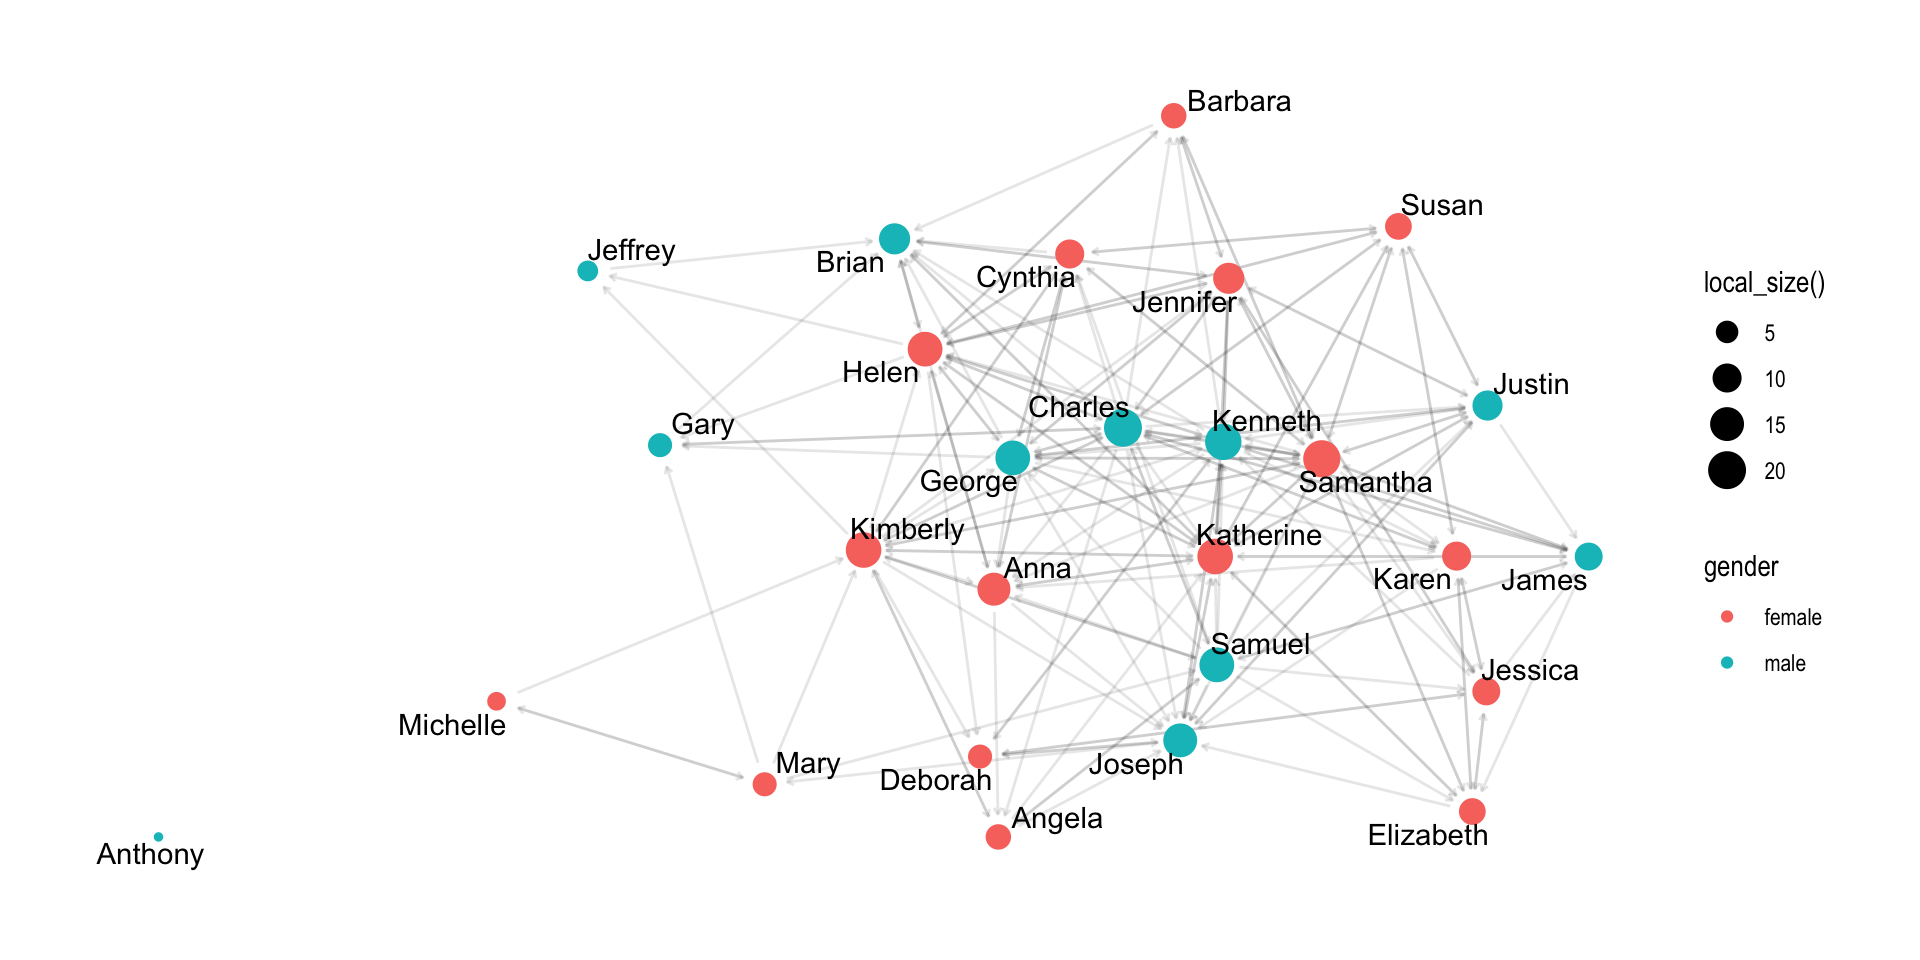 Barbara
Susan
Jeffrey
Brian
Cynthia
Jennifer
Helen
Justin
Charles
Kenneth
Gary
George
Samantha
Kimberly
Katherine
Anna
Karen
James
Samuel
Jessica
Michelle
Mary
Deborah
Joseph
Angela
Elizabeth
Anthony
local_size()
5
10
15
20
gender
female
male